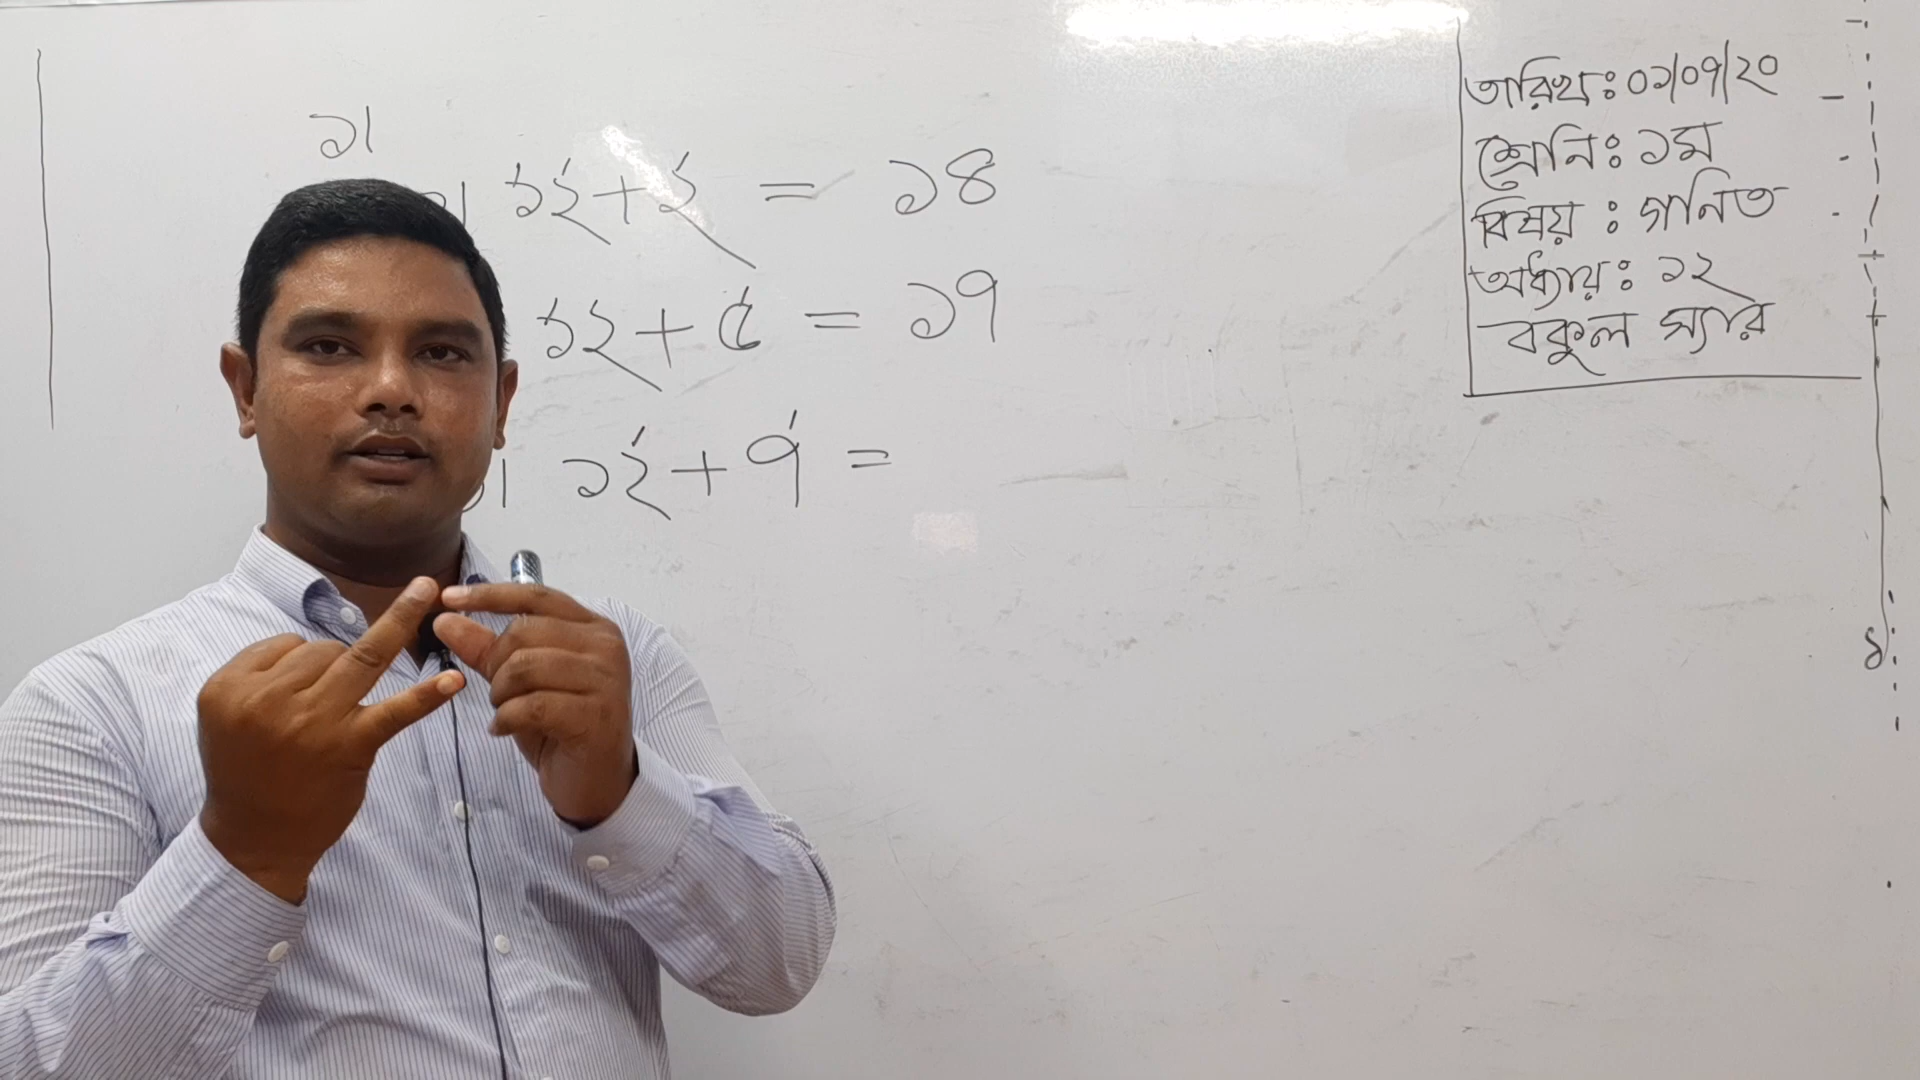 ১।
১২+২ = ১৪
১২+৫ = ১৭
১২+৭ =
তারিখঃ ০১/০৭/২০
শ্রেনিঃ ১ম
বিষয়ঃ গনিত
অধ্যায়ঃ ১২
বকুল স্যার